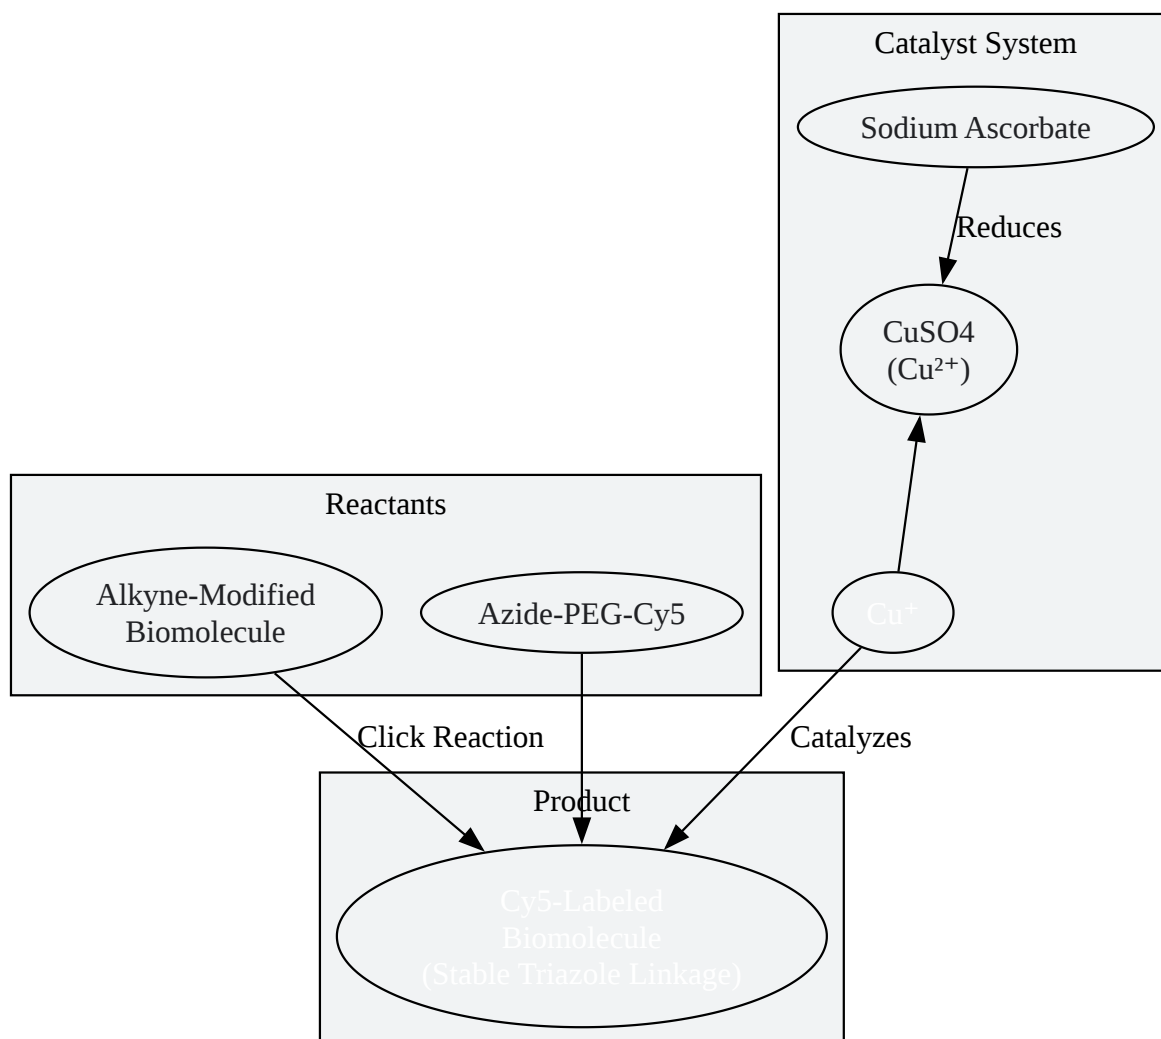 Catalyst System
Sodium Ascorbate
Reduces
CuSO4
(Cu²⁺)
Reactants
Alkyne-Modified
Biomolecule
Azide-PEG-Cy5
Cu⁺
Click Reaction
Catalyzes
Product
Cy5-Labeled
Biomolecule
(Stable Triazole Linkage)